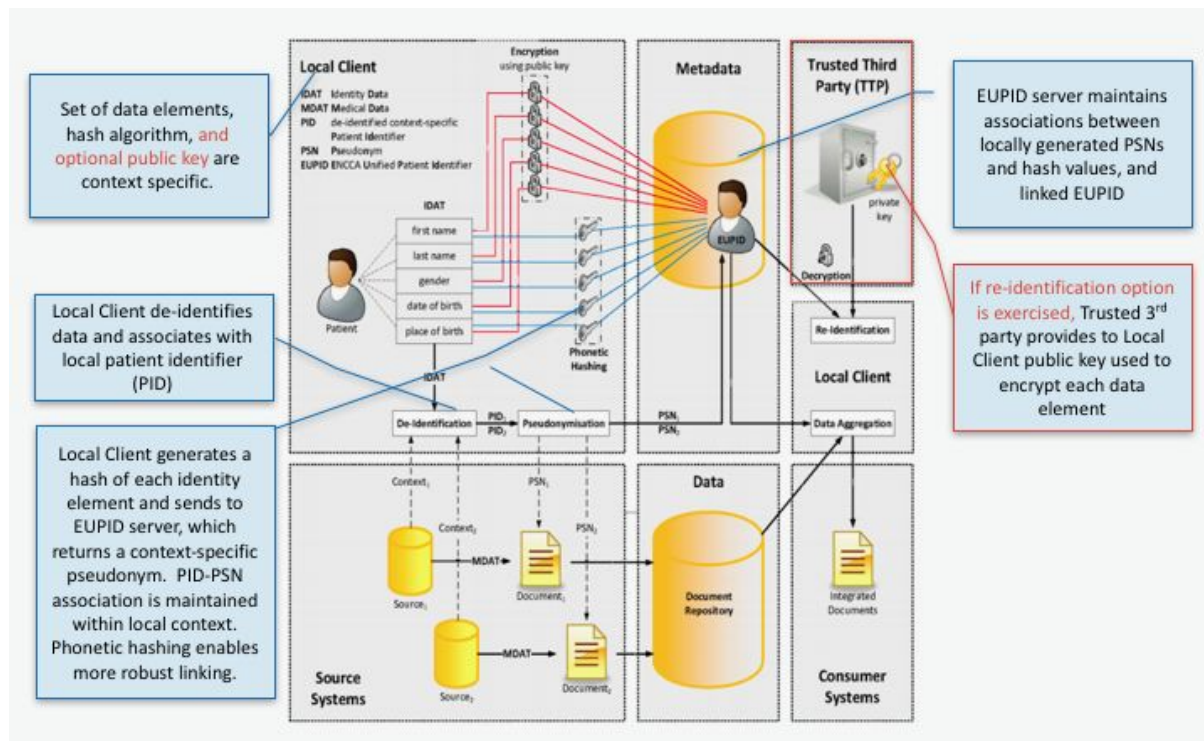 Set of data elements,
hash algorithm, and
optional public key are
context specific.
Local Client de-identifies
data and associates with
local patient identifier
(PID)
Local Client generates a
hash of each identity
element and sends to
EUPID server, which
returns a context-specific
pseudonym. PID-PSN
association is maintained
within local context.
Phonetic hashing enables
more robust linking.
Local Client
IDAT Identity Data
MDAT Medical Data
PID de-identified context-specific
Patient Identifier
PSN Pseudonym
EUPID ENCCA Unified Patient Identifier
Encryption
using public key
IDAT
first name
last name
gender
date of birth
place of birth
Patient
Phonetic
Hashing
IDAT
De-Identification
PID₁
PID₂
Pseudonymisation
PSN₁
PSN₂
Metadata
EUPID
Trusted Third
Party (TTP)
private
key
Decryption
Re-Identification
Local Client
Data Aggregation
Context₁
Context₂
PSN₁
PSN₂
MDAT
Source₁
Document₁
MDAT
Source₂
Document₂
Source
Systems
Data
Document
Repository
Integrated
Documents
Consumer
Systems
EUPID server maintains
associations between
locally generated PSNs
and hash values, and
linked EUPID
If re-identification option
is exercised, Trusted 3rd
party provides to Local
Client public key used to
encrypt each data
element